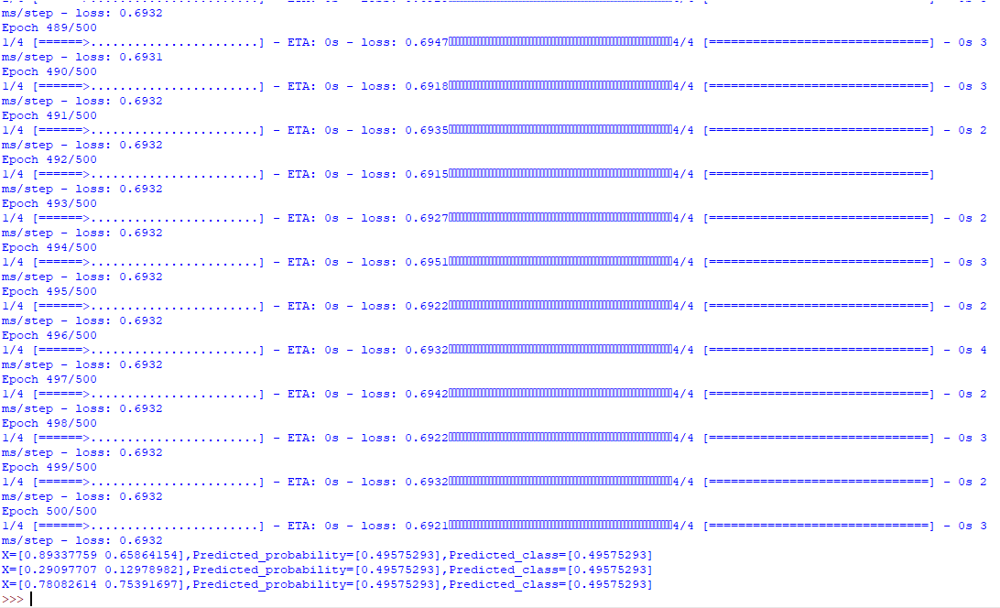 ms/step - loss: 0.6932
Epoch 489/500
1/4 [======>.......................] - ETA: 0s - loss: 0.69474/4 [==============================] - 0s 3
ms/step - loss: 0.6931
Epoch 490/500
1/4 [======>.......................] - ETA: 0s - loss: 0.69184/4 [==============================] - 0s 3
ms/step - loss: 0.6932
Epoch 491/500
1/4 [======>.......................] - ETA: 0s - loss: 0.69354/4 [==============================] - 0s 2
ms/step - loss: 0.6932
Epoch 492/500
1/4 [======>.......................] - ETA: 0s - loss: 0.69154/4 [==============================]
ms/step - loss: 0.6932
Epoch 493/500
1/4 [======>.......................] - ETA: 0s - loss: 0.69274/4 [==============================] - 0s 2
ms/step - loss: 0.6932
Epoch 494/500
1/4 [======>.......................] - ETA: 0s - loss: 0.69514/4 [==============================] - 0s 3
ms/step - loss: 0.6932
Epoch 495/500
1/4 [======>.......................] - ETA: 0s - loss: 0.69224/4 [==============================] - 0s 2
ms/step - loss: 0.6932
Epoch 496/500
1/4 [======>.......................] - ETA: 0s - loss: 0.69324/4 [==============================] - 0s 4
ms/step - loss: 0.6932
Epoch 497/500
1/4 [======>.......................] - ETA: 0s - loss: 0.69424/4 [==============================] - 0s 2
ms/step - loss: 0.6932
Epoch 498/500
1/4 [======>.......................] - ETA: 0s - loss: 0.69224/4 [==============================] - 0s 3
ms/step - loss: 0.6932
Epoch 499/500
1/4 [======>.......................] - ETA: 0s - loss: 0.69324/4 [==============================] - 0s 2
ms/step - loss: 0.6932
Epoch 500/500
1/4 [======>.......................] - ETA: 0s - loss: 0.69214/4 [==============================] - 0s 3
ms/step - loss: 0.6932
X=[0.89337759 0.65864154],Predicted_probability=[0.49575293],Predicted_class=[0.49575293]
X=[0.29097707 0.12978982],Predicted_probability=[0.49575293],Predicted_class=[0.49575293]
X=[0.78082614 0.75391697],Predicted_probability=[0.49575293],Predicted_class=[0.49575293]
>>>